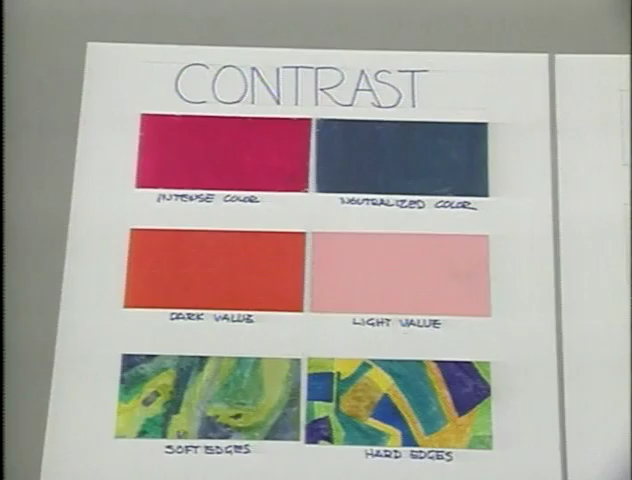 CONTRAST
INTENSE COLOR
NEUTRALIZED COLOR
DARK VALUE
LIGHT VALUE
SOFT EDGES
HARD EDGES